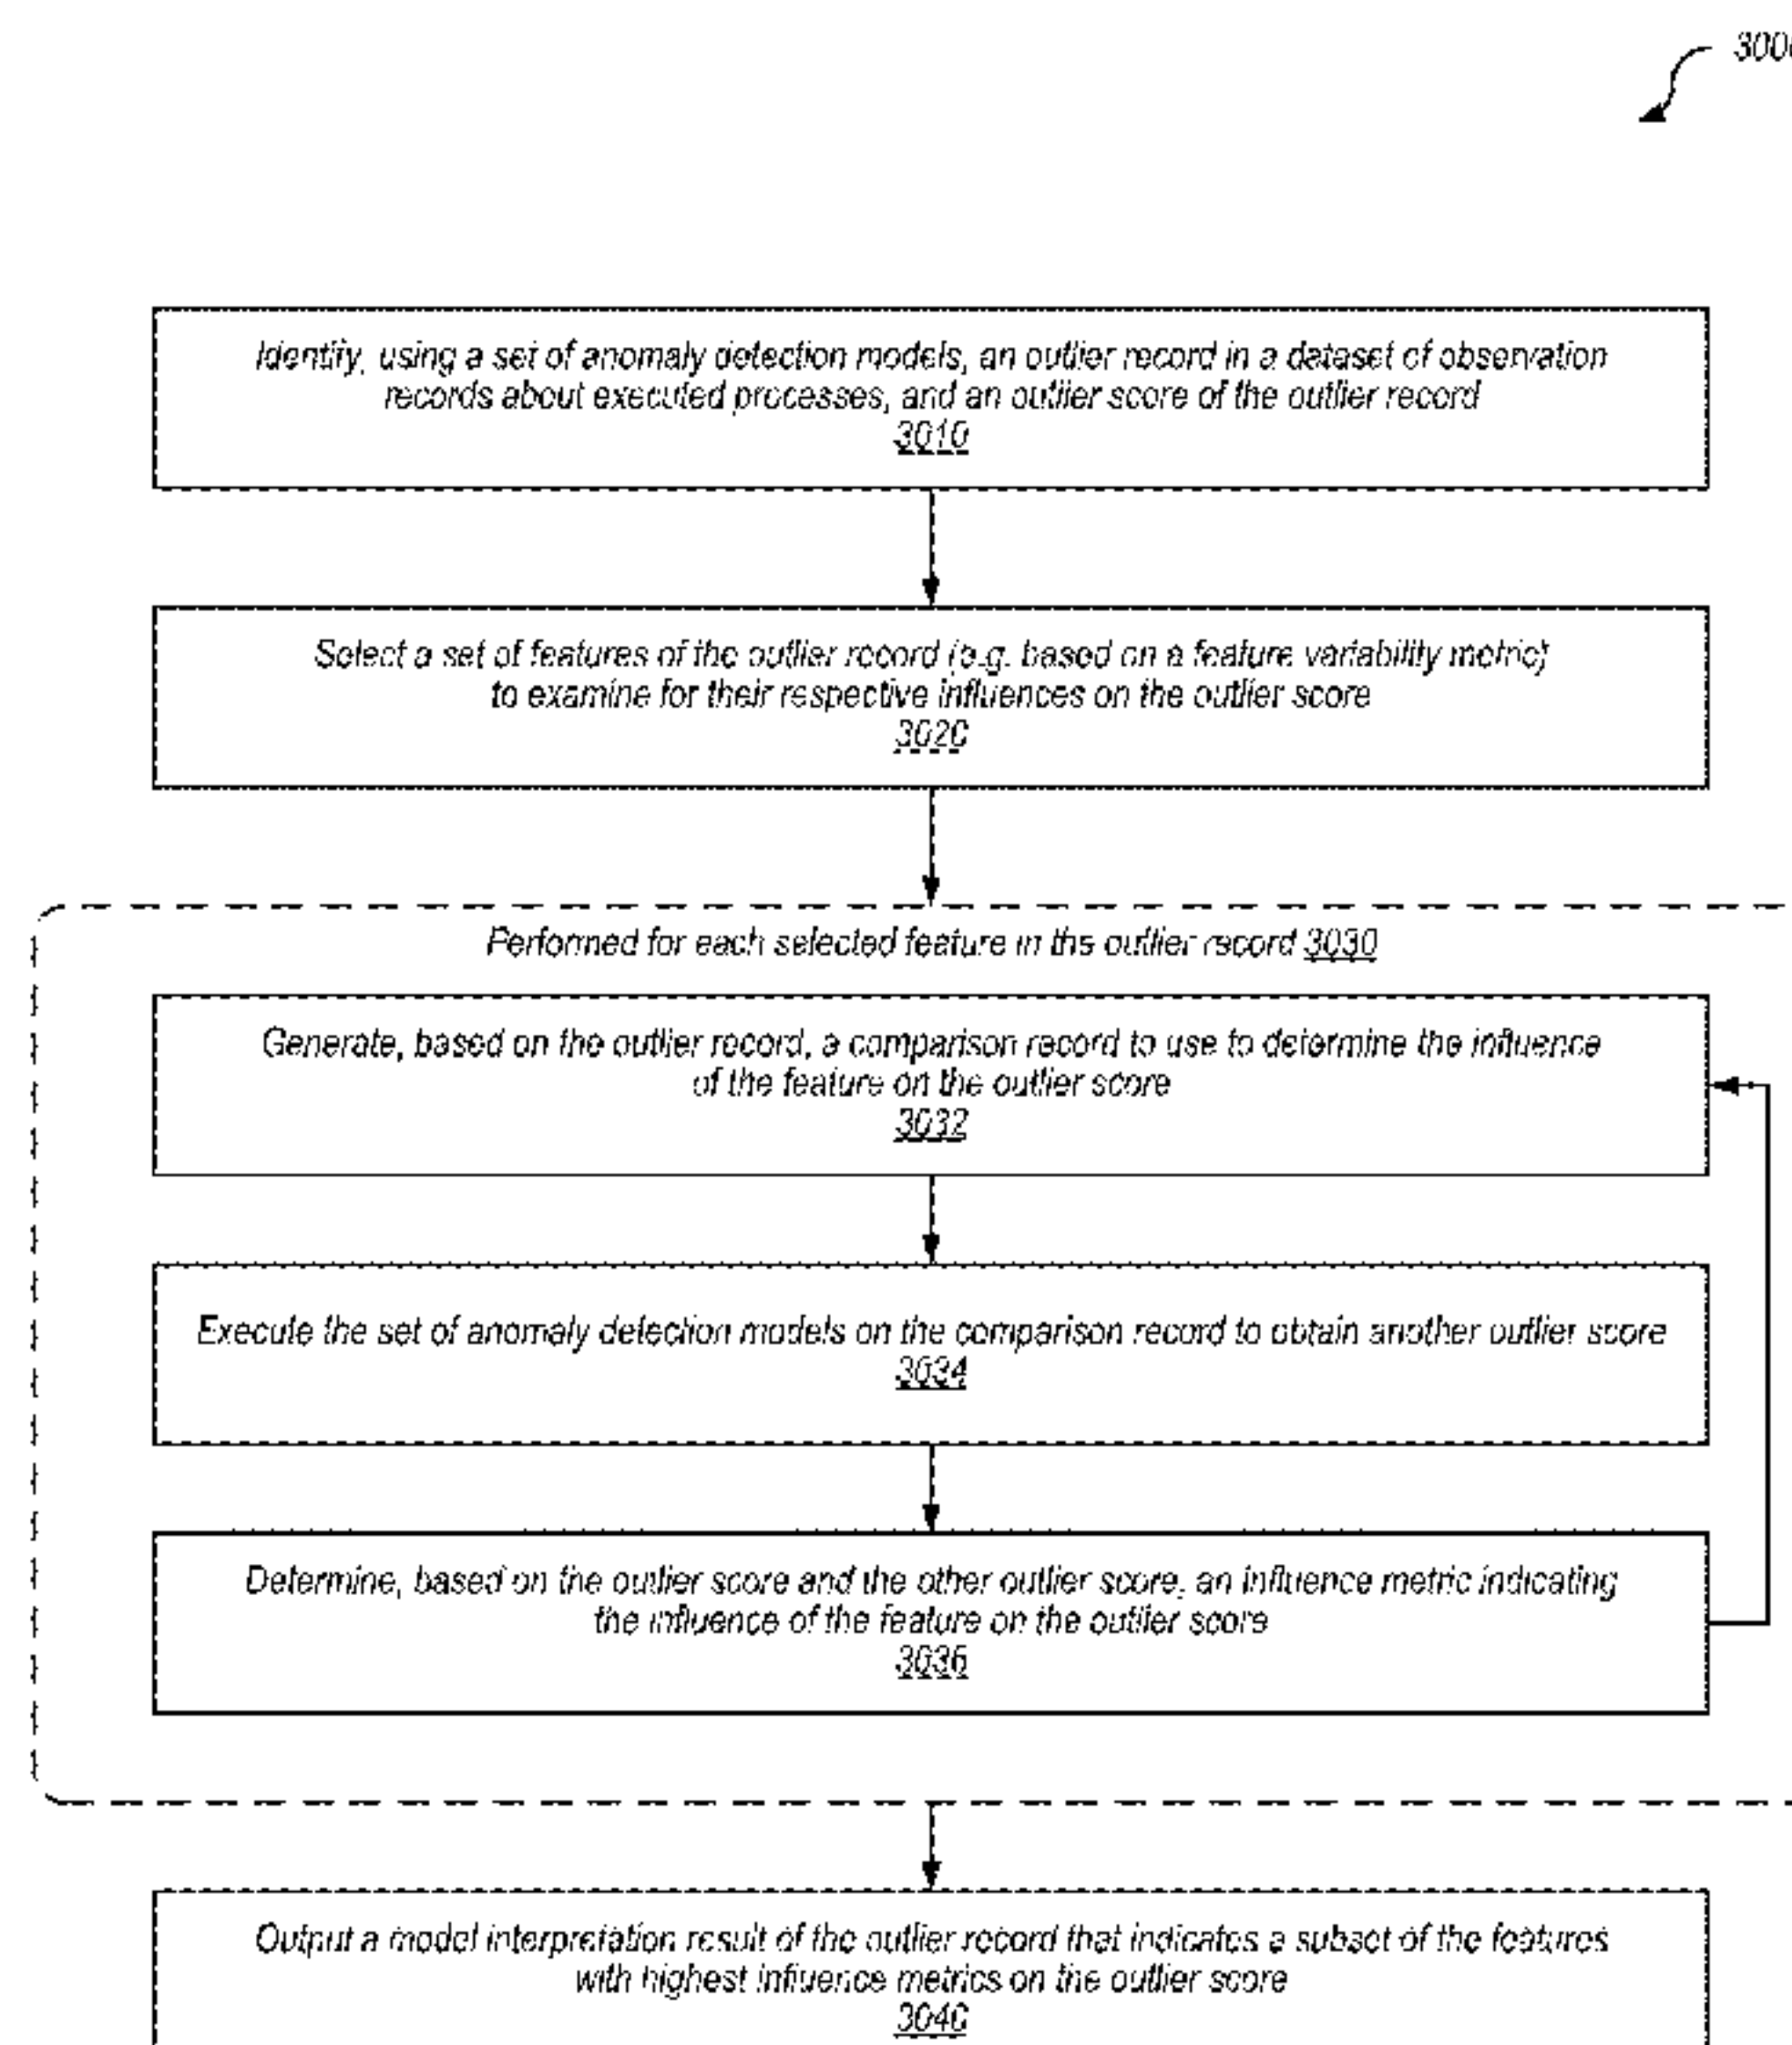 3000
Identify, using a set of anomaly detection models, an outlier record in a dataset of observation
records about executed processes, and an outlier score of the outlier record
3010
Select a set of features of the outlier record (e.g. based on a feature variability metric)
to examine for their respective influences on the outlier score
3020
Performed for each selected feature in the outlier record 3030
Generate, based on the outlier record, a comparison record to use to determine the influence
of the feature on the outlier score
3032
Execute the set of anomaly detection models on the comparison record to obtain another outlier score
3034
Determine, based on the outlier score and the other outlier score, an influence metric indicating
the influence of the feature on the outlier score
3036
Output a model interpretation result of the outlier record that indicates a subset of the features
with highest influence metrics on the outlier score
3040